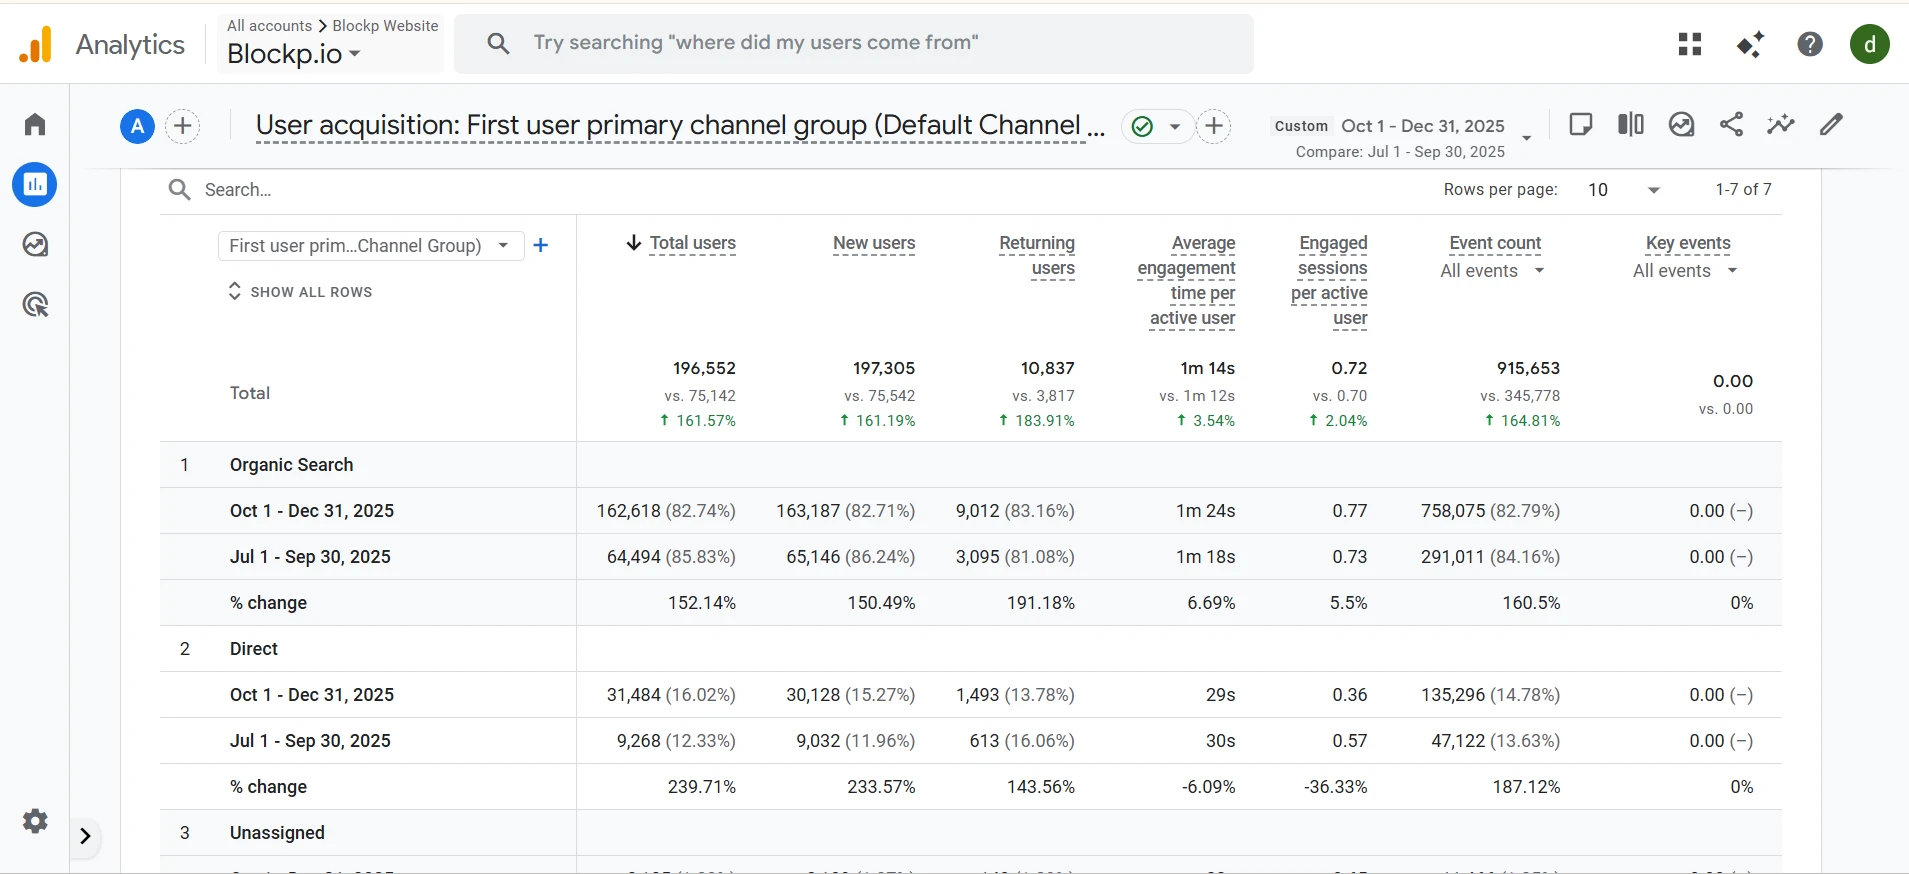 Analytics
All accounts > Blockp Website
Blockp.io
Try searching "where did my users come from"
d
A
User acquisition: First user primary channel group (Default Channel ...
Custom Oct 1 - Dec 31, 2025
Compare: Jul 1 - Sep 30, 2025
Search...
Rows per page: 10 1-7 of 7
First user prim...Channel Group)
SHOW ALL ROWS
Total users
New users
Returning users
Average engagement time per active user
Engaged sessions per active user
Event count
All events
Key events
All events
Total
196,552 197,305 10,837 1m 14s 0.72 915,653 0.00
vs. 75,142 vs. 75,542 vs. 3,817 vs. 1m 12s vs. 0.70 vs. 345,778 vs. 0.00
↑ 161.57% ↑ 161.19% ↑ 183.91% ↑ 3.54% ↑ 2.04% ↑ 164.81%
1 Organic Search
Oct 1 - Dec 31, 2025 162,618 (82.74%) 163,187 (82.71%) 9,012 (83.16%) 1m 24s 0.77 758,075 (82.79%) 0.00 (–)
Jul 1 - Sep 30, 2025 64,494 (85.83%) 65,146 (86.24%) 3,095 (81.08%) 1m 18s 0.73 291,011 (84.16%) 0.00 (–)
% change 152.14% 150.49% 191.18% 6.69% 5.5% 160.5% 0%
2 Direct
Oct 1 - Dec 31, 2025 31,484 (16.02%) 30,128 (15.27%) 1,493 (13.78%) 29s 0.36 135,296 (14.78%) 0.00 (–)
Jul 1 - Sep 30, 2025 9,268 (12.33%) 9,032 (11.96%) 613 (16.06%) 30s 0.57 47,122 (13.63%) 0.00 (–)
% change 239.71% 233.57% 143.56% -6.09% -36.33% 187.12% 0%
3 Unassigned